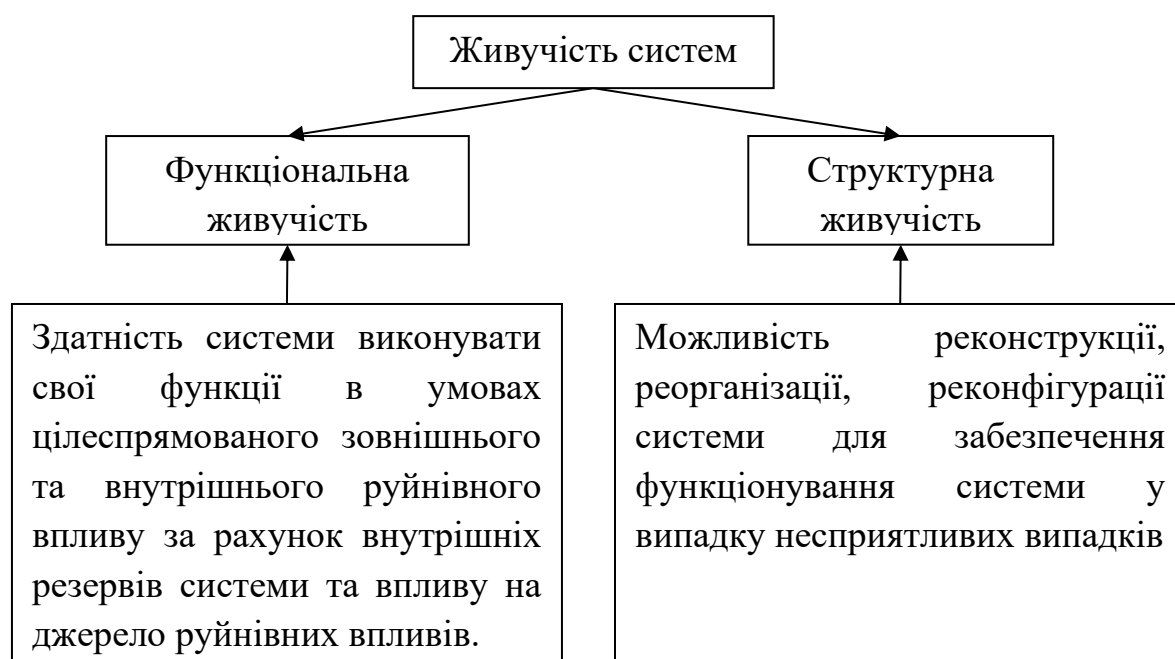 Живучість систем
Функціональна
живучість
Структурна
живучість
Здатність системи виконувати
свої функції в умовах
цілеспрямованого зовнішнього
та внутрішнього руйнівного
впливу за рахунок внутрішніх
резервів системи та впливу на
джерело руйнівних впливів.
Можливість реконструкції,
реорганізації, реконфігурації
системи для забезпечення
функціонування системи у
випадку несприятливих випадків